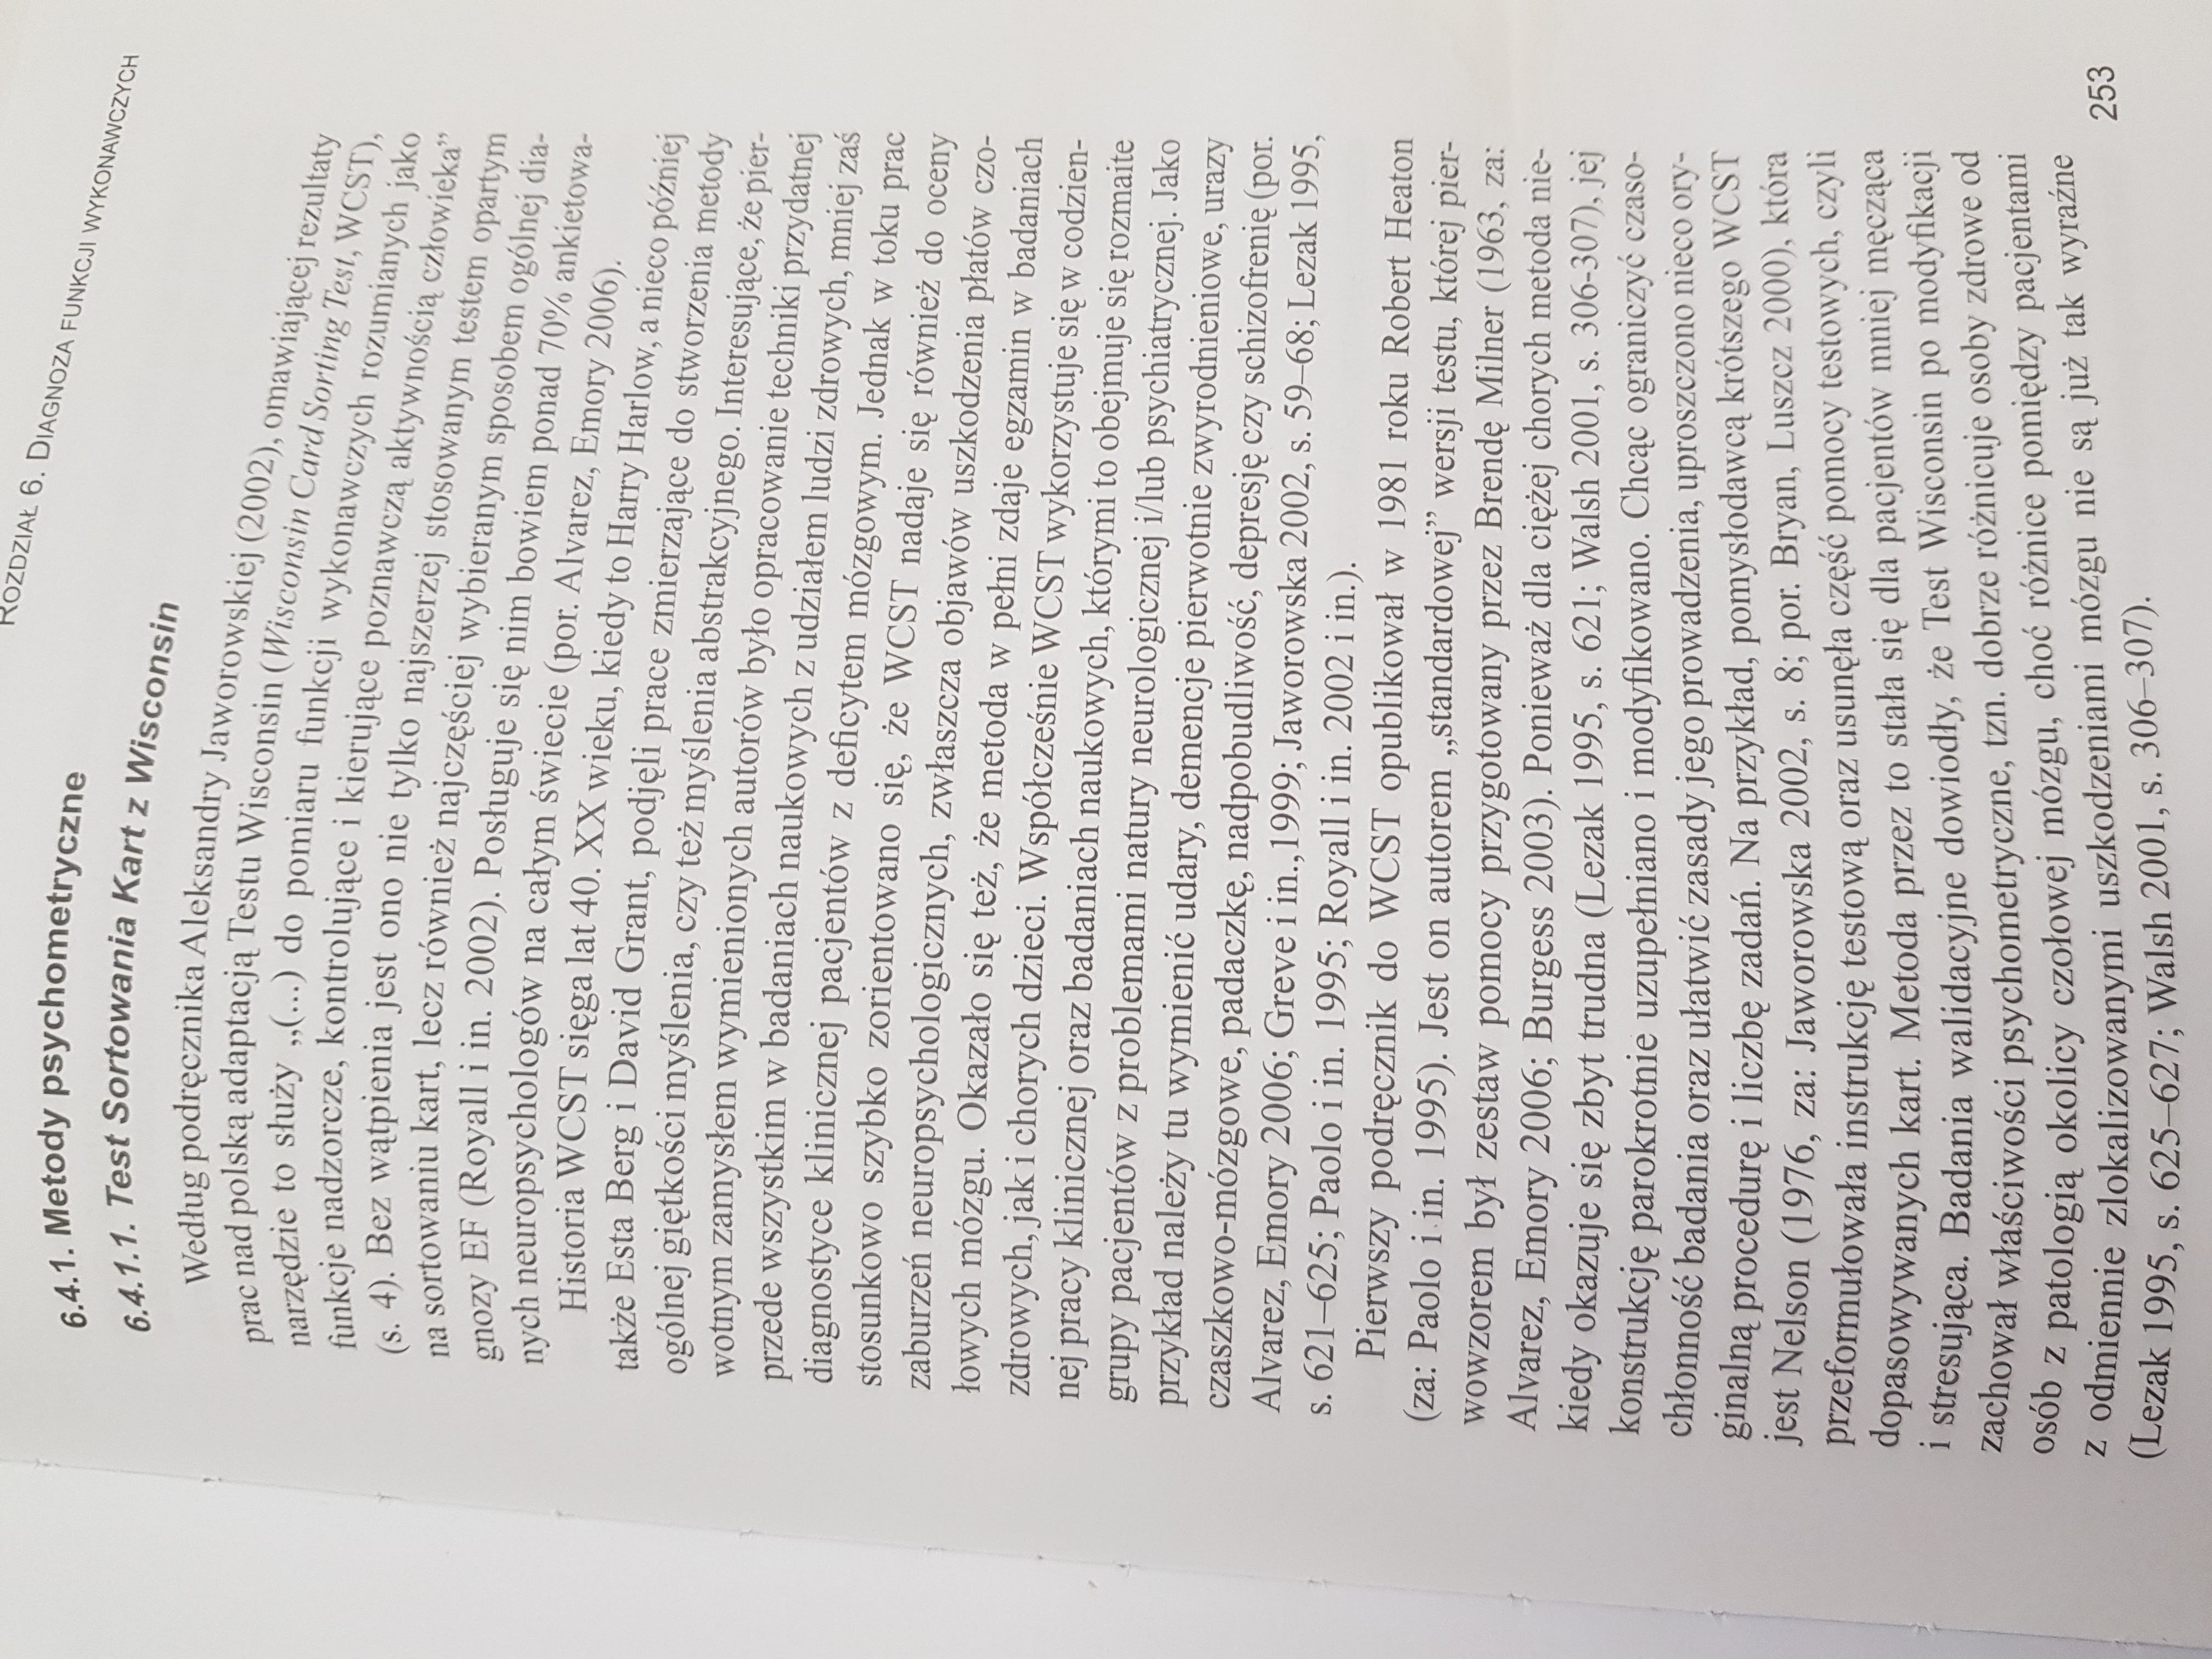 ROZDZIAŁ 6. DIAGNOZA FUNKCJI WYKONAWCZYCH
6.4.1. Metody psychometryczne
6.4.1.1. Test Sortowania Kart z Wisconsin
Według podręcznika Aleksandry Jaworowskiej (2002), omawiającej rezultaty
prac nad polską adaptacją Testu Wisconsin (Wisconsin Card Sorting Test, WCST),
narzędzie to służy „(...) do pomiaru funkcji wykonawczych rozumianych jako
funkcje nadzorcze, kontrolujące i kierujące poznawczą aktywnością człowieka”
(s. 4). Bez wątpienia jest ono nie tylko najszerzej stosowanym testem opartym
na sortowaniu kart, lecz również najczęściej wybieranym sposobem ogólnej dia-
gnozy EF (Royall i in. 2002). Posługuje się nim bowiem ponad 70% ankietowa-
nych neuropsychologów na całym świecie (por. Alvarez, Emory 2006).
Historia WCST sięga lat 40. XX wieku, kiedy to Harry Harlow, a nieco później
także Esta Berg i David Grant, podjęli prace zmierzające do stworzenia metody
ogólnej giętkości myślenia, czy też myślenia abstrakcyjnego. Interesujące, że pier-
wotnym zamysłem wymienionych autorów było opracowanie techniki przydatnej
przede wszystkim w badaniach naukowych z udziałem ludzi zdrowych, mniej zaś
diagnostyce klinicznej pacjentów z deficytem mózgowym. Jednak w toku prac
stosunkowo szybko zorientowano się, że WCST nadaje się również do oceny
zaburzeń neuropsychologicznych, zwłaszcza objawów uszkodzenia płatów czo-
łowych mózgu. Okazało się też, że metoda w pełni zdaje egzamin w badaniach
zdrowych, jak i chorych dzieci. Współcześnie WCST wykorzystuje się w codzien-
nej pracy klinicznej oraz badaniach naukowych, którymi to obejmuje się rozmaite
grupy pacjentów z problemami natury neurologicznej i/lub psychiatrycznej. Jako
przykład należy tu wymienić udary, demencje pierwotnie zwyrodnieniowe, urazy
czaszkowo-mózgowe, padaczkę, nadpobudliwość, depresję czy schizofrenię (por.
Alvarez, Emory 2006; Greve i in.,1999; Jaworowska 2002, s. 59–68; Lezak 1995,
s. 621–625; Paolo i in. 1995; Royall i in. 2002 i in.).
Pierwszy podręcznik do WCST opublikował w 1981 roku Robert Heaton
(za: Paolo i in. 1995). Jest on autorem „standardowej” wersji testu, której pier-
wowzorem był zestaw pomocy przygotowany przez Brendę Milner (1963, za:
Alvarez, Emory 2006; Burgess 2003). Ponieważ dla ciężej chorych metoda nie-
kiedy okazuje się zbyt trudna (Lezak 1995, s. 621; Walsh 2001, s. 306-307), jej
konstrukcję parokrotnie uzupełniano i modyfikowano. Chcąc ograniczyć czaso-
chłonność badania oraz ułatwić zasady jego prowadzenia, uproszczono nieco ory-
ginalną procedurę i liczbę zadań. Na przykład, pomysłodawcą krótszego WCST
jest Nelson (1976, za: Jaworowska 2002, s. 8; por. Bryan, Luszcz 2000), która
przeformułowała instrukcję testową oraz usunęła część pomocy testowych, czyli
dopasowywanych kart. Metoda przez to stała się dla pacjentów mniej męcząca
i stresująca. Badania walidacyjne dowiodły, że Test Wisconsin po modyfikacji
zachował właściwości psychometryczne, tzn. dobrze różnicuje osoby zdrowe od
osób z patologią okolicy czołowej mózgu, choć różnice pomiędzy pacjentami
z odmiennie zlokalizowanymi uszkodzeniami mózgu nie są już tak wyraźne
(Lezak 1995, s. 625–627; Walsh 2001, s. 306–307).
253